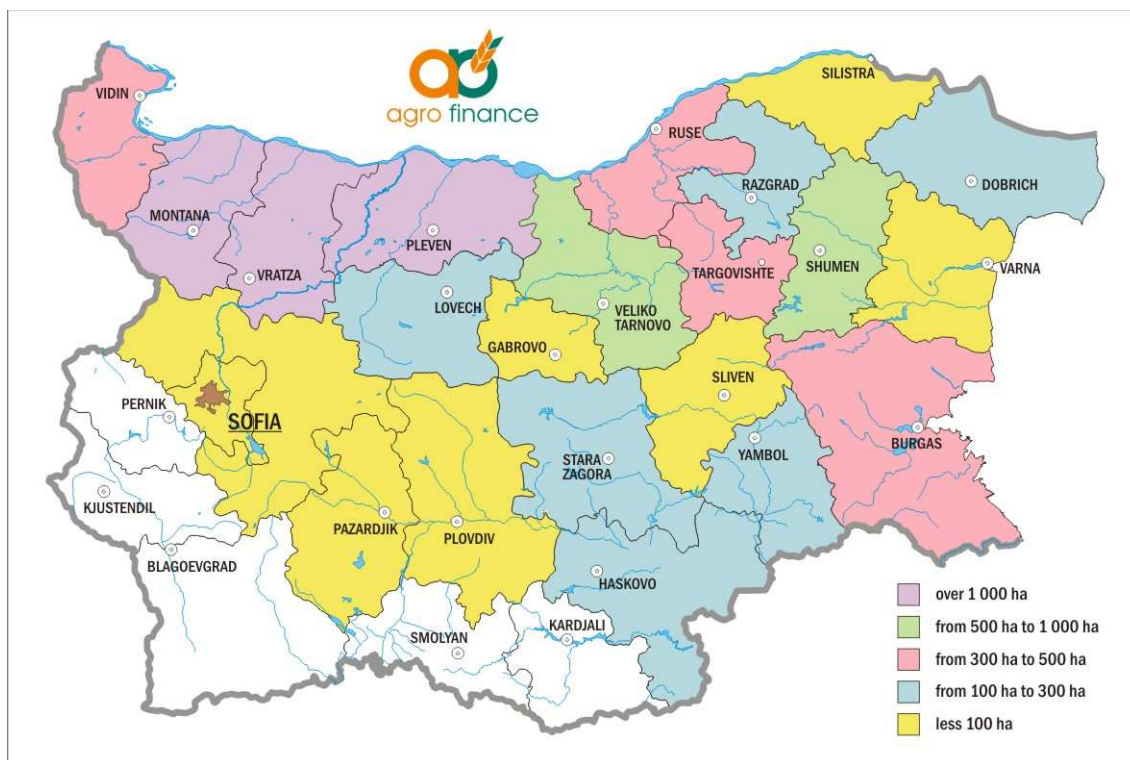 agro finance
VIDIN
SILISTRA
RUSE
MONTANA
PLEVEN
VRATZA
RAZGRAD
DOBRICH
TARGOVISHTE
SHUMEN
VARNA
LOVECH
VELIKO
TARNOVO
GABROVO
SLIVEN
PERNIK
SOFIA
BURGAS
YAMBOL
STARA
ZAGORA
KJUSTENDIL
PAZARDJIK
PLOVDIV
BLAGOEVGRAD
HASKOVO
SMOLYAN
KARDJALI
over 1 000 ha
from 500 ha to 1 000 ha
from 300 ha to 500 ha
from 100 ha to 300 ha
less 100 ha